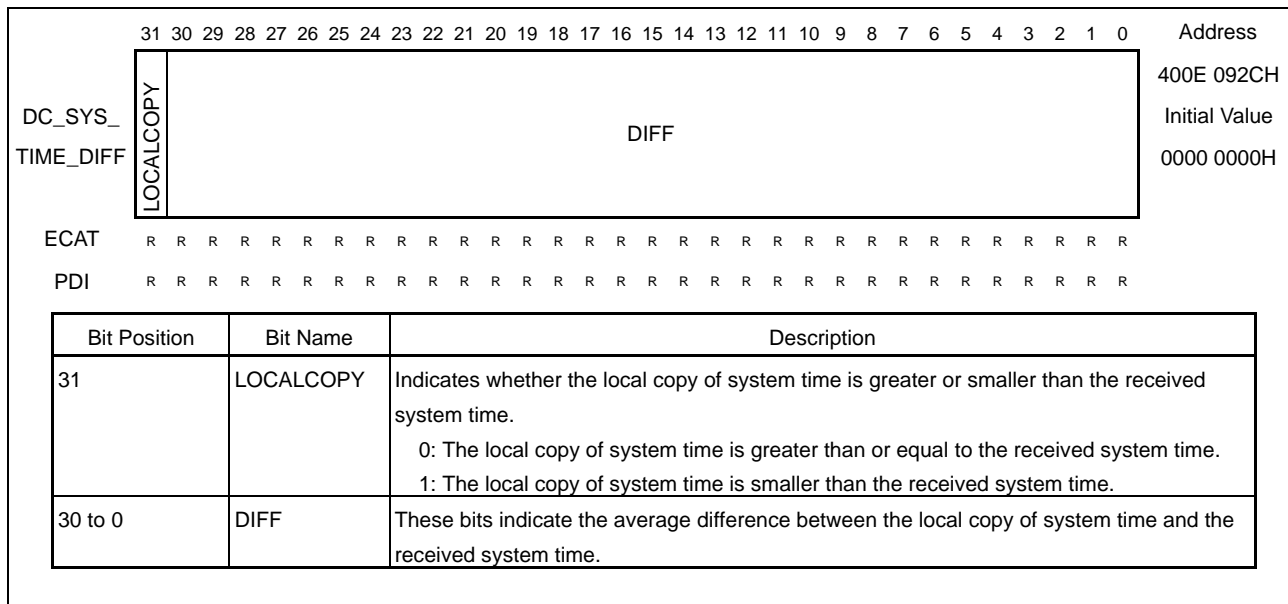 31 30 29 28 27 26 25 24 23 22 21 20 19 18 17 16 15 14 13 12 11 10 9 8 7 6 5 4 3 2 1 0 Address
400E 092CH
DC_SYS_ LOCALCOPY DIFF Initial Value
TIME_DIFF 0000 0000H
ECAT R R R R R R R R R R R R R R R R R R R R R R R R R R R R R R R R
PDI R R R R R R R R R R R R R R R R R R R R R R R R R R R R R R R R
Bit Position Bit Name Description
31 LOCALCOPY Indicates whether the local copy of system time is greater or smaller than the received
system time.
0: The local copy of system time is greater than or equal to the received system time.
1: The local copy of system time is smaller than the received system time.
30 to 0 DIFF These bits indicate the average difference between the local copy of system time and the
received system time.